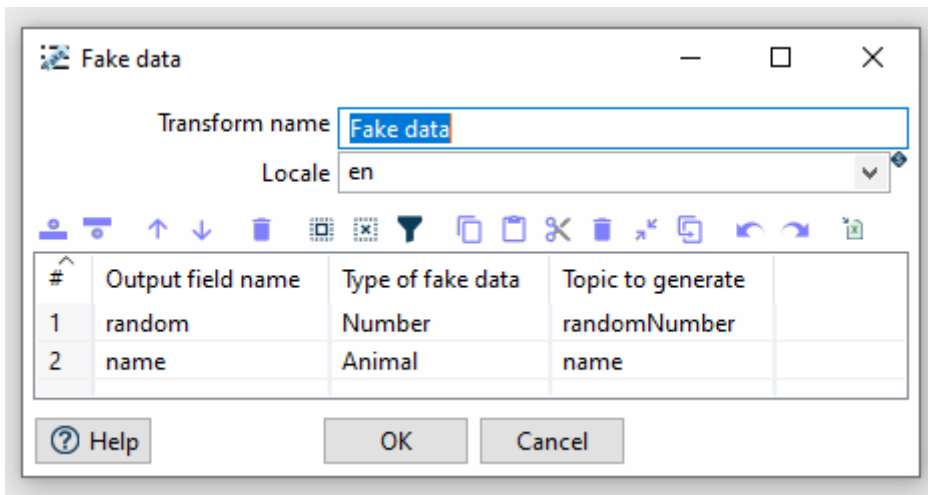 Fake data
Transform name Fake data
Locale en
# Output field name Type of fake data Topic to generate
1 random Number randomNumber
2 name Animal name
Help OK Cancel